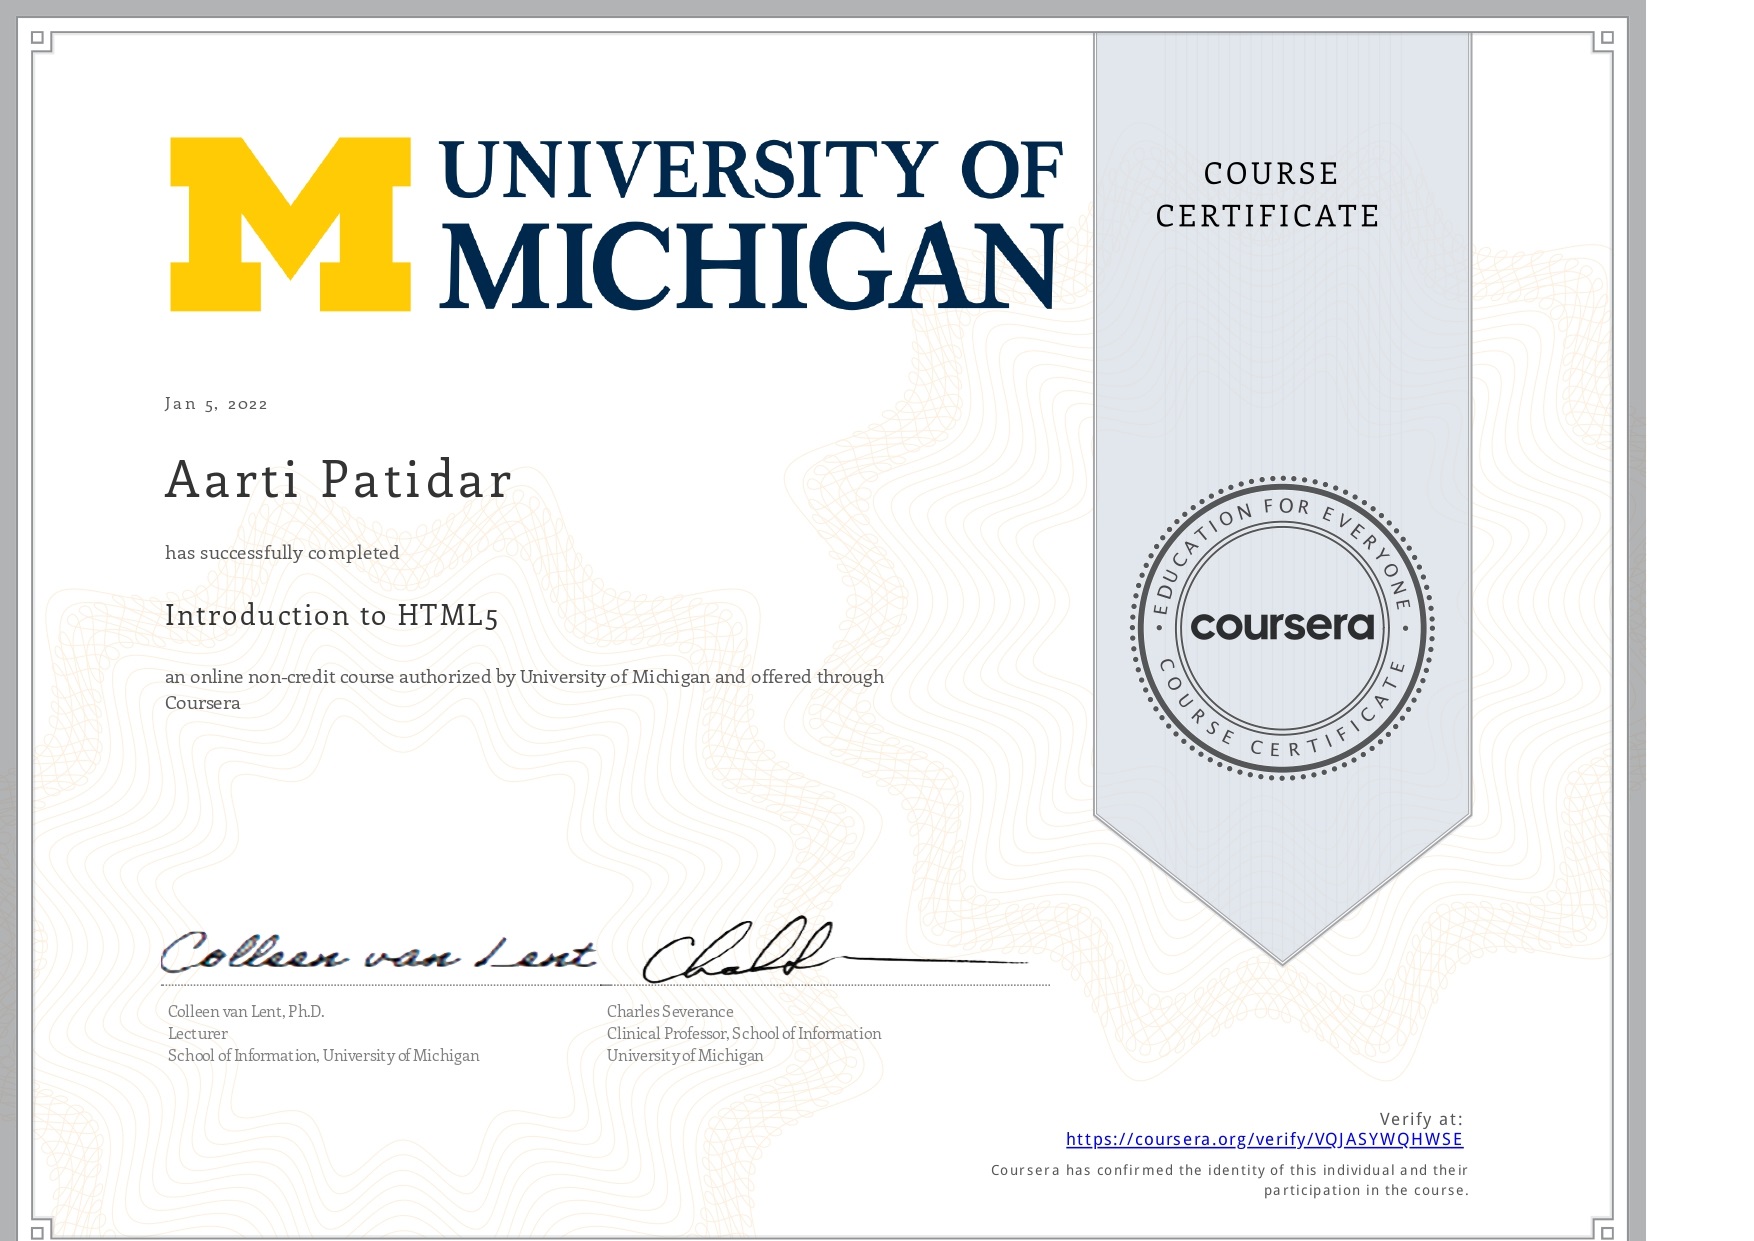 UNIVERSITY OF
MICHIGAN
COURSE
CERTIFICATE
Jan 5, 2022
Aarti Patidar
has successfully completed
Introduction to HTML5
an online non-credit course authorized by University of Michigan and offered through
Coursera
EDUCATION FOR EVERYONE
coursera
COURSE CERTIFICATE
Colleen van Lent
Colleen van Lent, Ph.D.
Lecturer
School of Information, University of Michigan
Charles Severance
Clinical Professor, School of Information
University of Michigan
Verify at:
https://coursera.org/verify/VQJASYWQHWSE
Coursera has confirmed the identity of this individual and their
participation in the course.